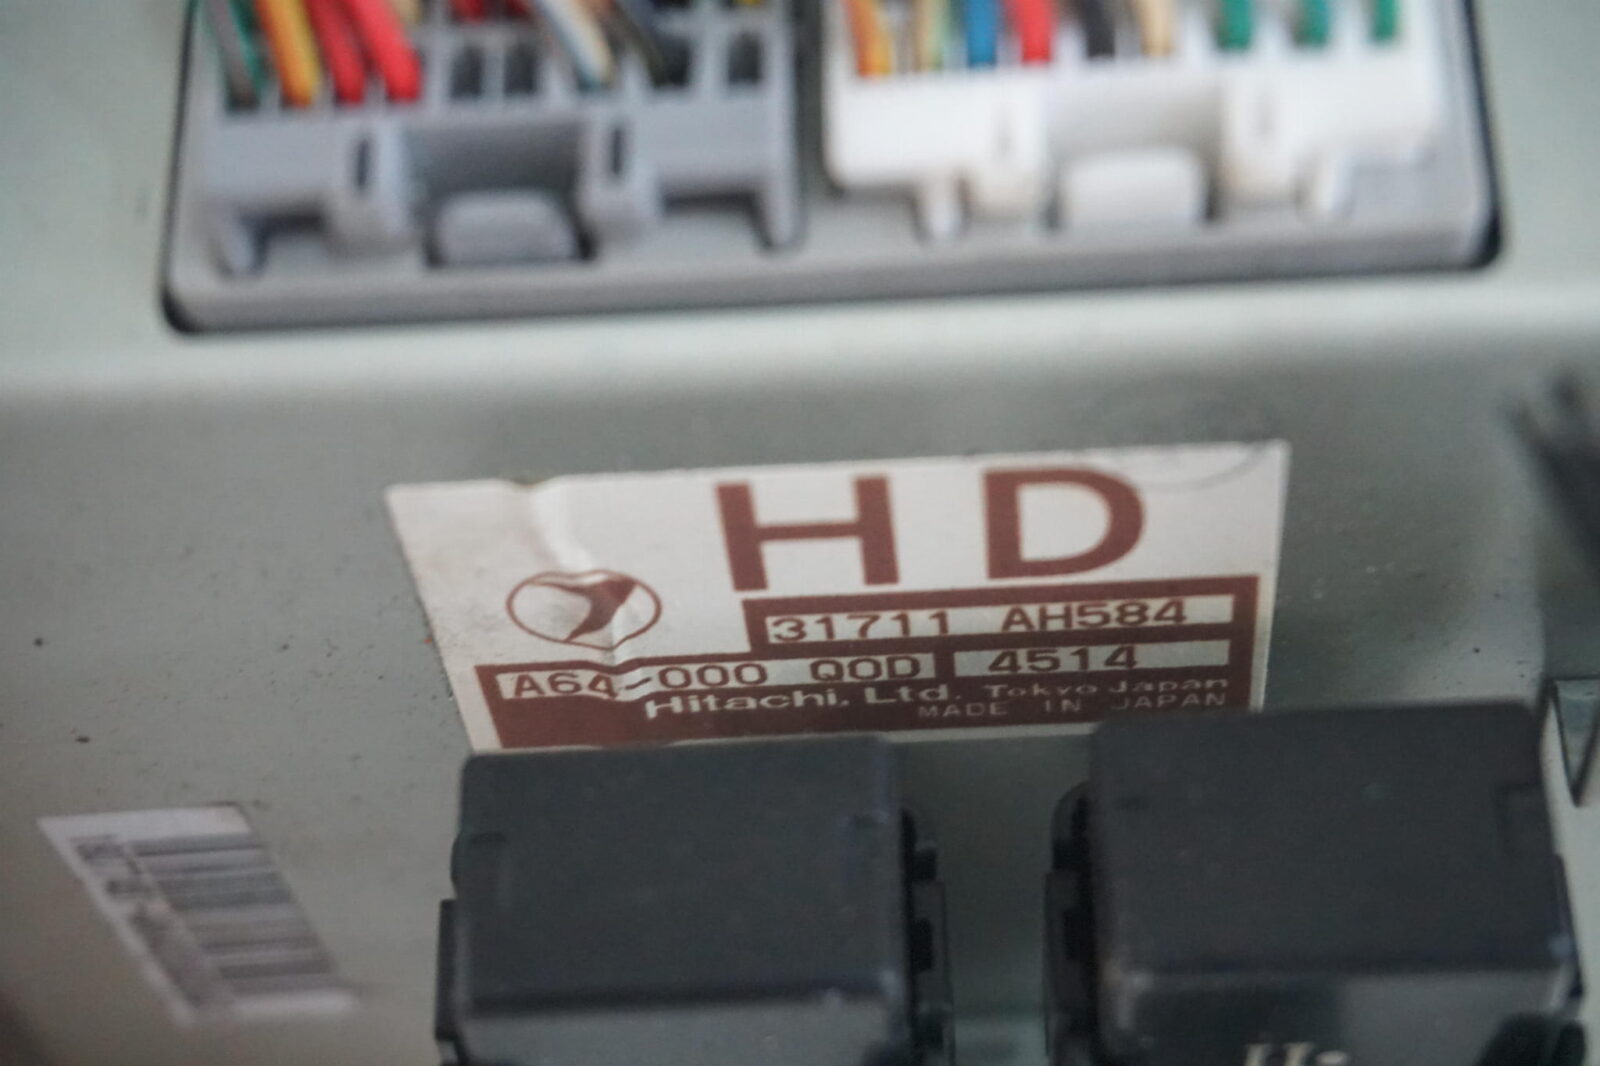 HD
31711 AH584
A64-000 Q0D 4514
Hitachi, Ltd. Tokyo Japan
MADE IN JAPAN